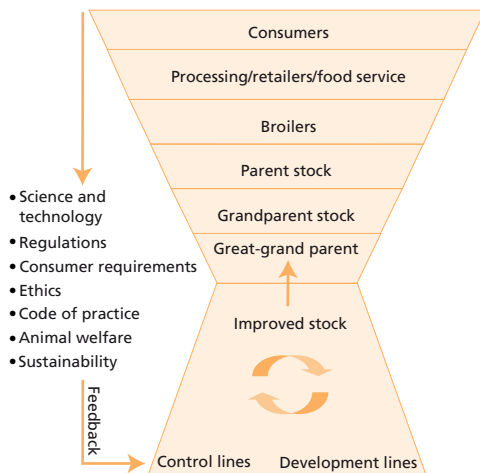 Consumers
Processing/retailers/food service
Broilers
Parent stock
Grandparent stock
Great-grand parent
Improved stock
Control lines
Development lines
• Science and
technology
• Regulations
• Consumer requirements
• Ethics
• Code of practice
• Animal welfare
• Sustainability
Feedback